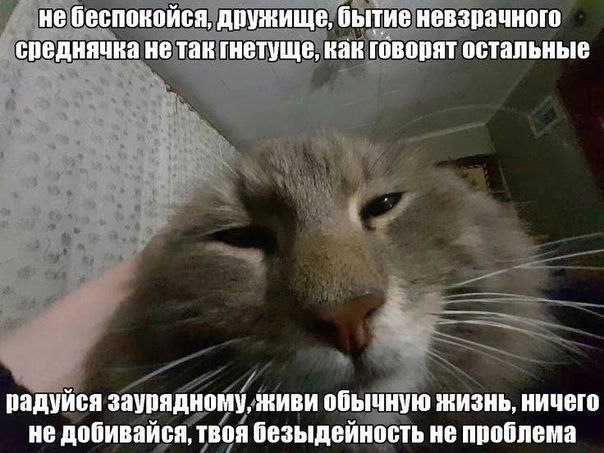 не беспокойся, дружище, бытие невзрачного
среднячка не так гнетуще, как говорят остальные
радуйся заурядному, живи обычную жизнь, ничего
не добивайся, твоя безыдейность не проблема